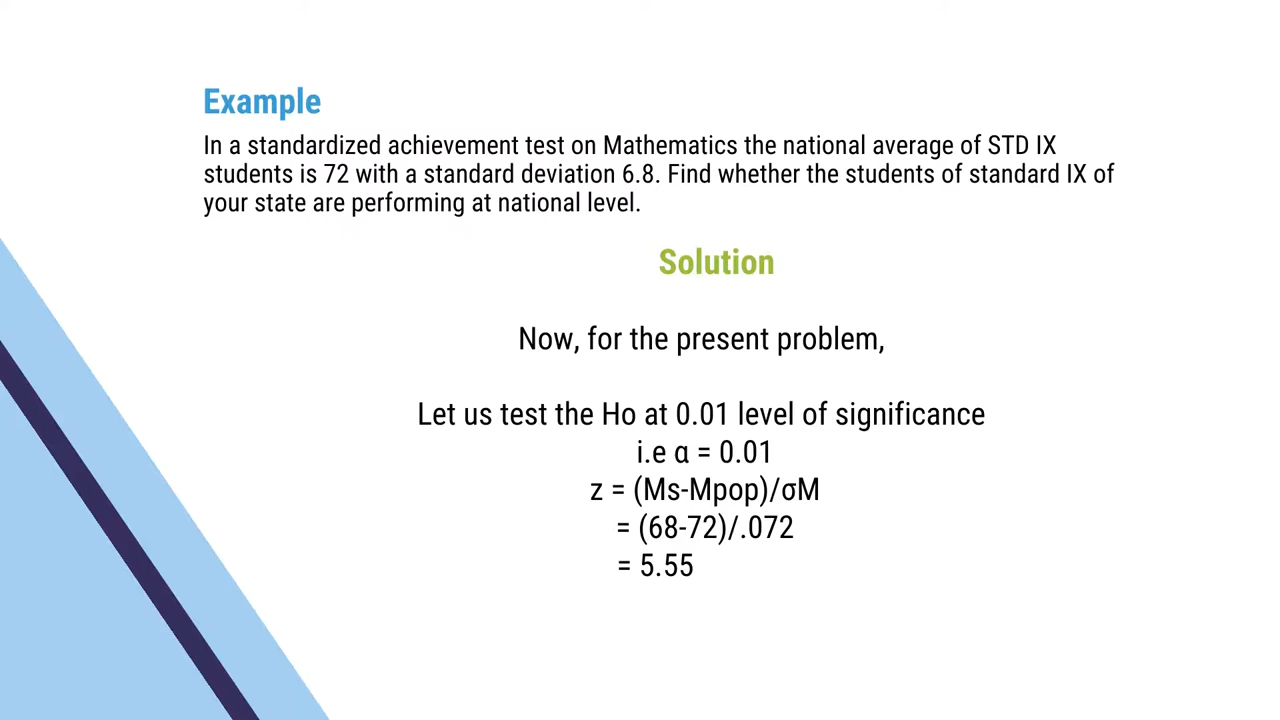 Example
In a standardized achievement test on Mathematics the national average of STD IX
students is 72 with a standard deviation 6.8. Find whether the students of standard IX of
your state are performing at national level.
Solution
Now, for the present problem,
Let us test the Ho at 0.01 level of significance
i.e α = 0.01
z = (Ms-Mpop)/σM
= (68-72)/.072
= 5.55